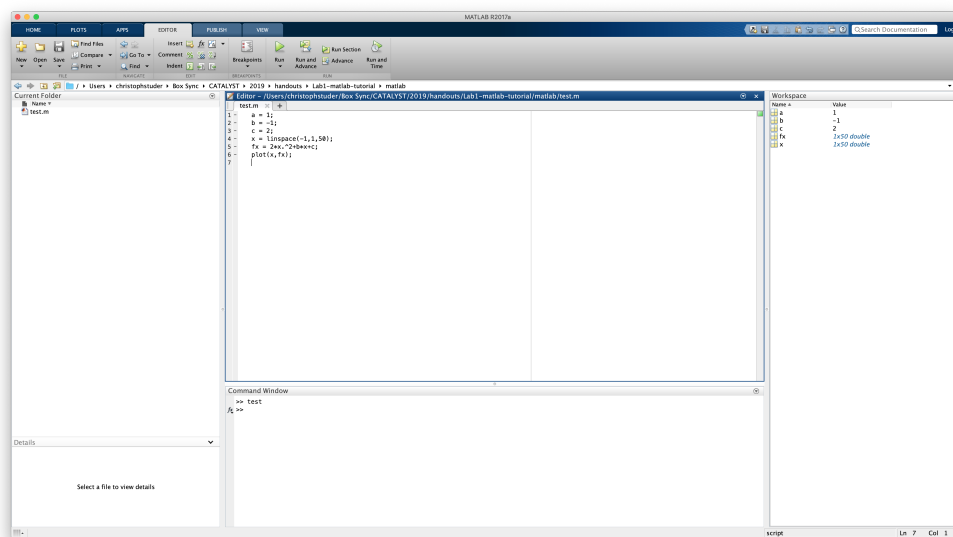 MATLAB R2017a
HOME PLOTS APPS EDITOR PUBLISH VIEW
Search Documentation Log
New Open Save Find Files Compare Print
Go To Find
Insert fx Comment Indent
Breakpoints Run Run and Advance Run Section Advance Run and Time
FILE NAVIGATE EDIT BREAKPOINTS RUN
/ Users christophstuder Box Sync CATALYST 2019 handouts Lab1-matlab-tutorial matlab
Current Folder
Name
test.m
Editor - /Users/christophstuder/Box Sync/CATALYST/2019/handouts/Lab1-matlab-tutorial/matlab/test.m
test.m × +
1 - a = 1;
2 - b = -1;
3 - c = 2;
4 - x = linspace(-1,1,50);
5 - fx = 2*x.^2+b*x+c;
6 - plot(x,fx);
7
Workspace
Name Value
a 1
b -1
c 2
fx 1x50 double
x 1x50 double
Command Window
>> test
fx >>
Details
Select a file to view details
script Ln 7 Col 1